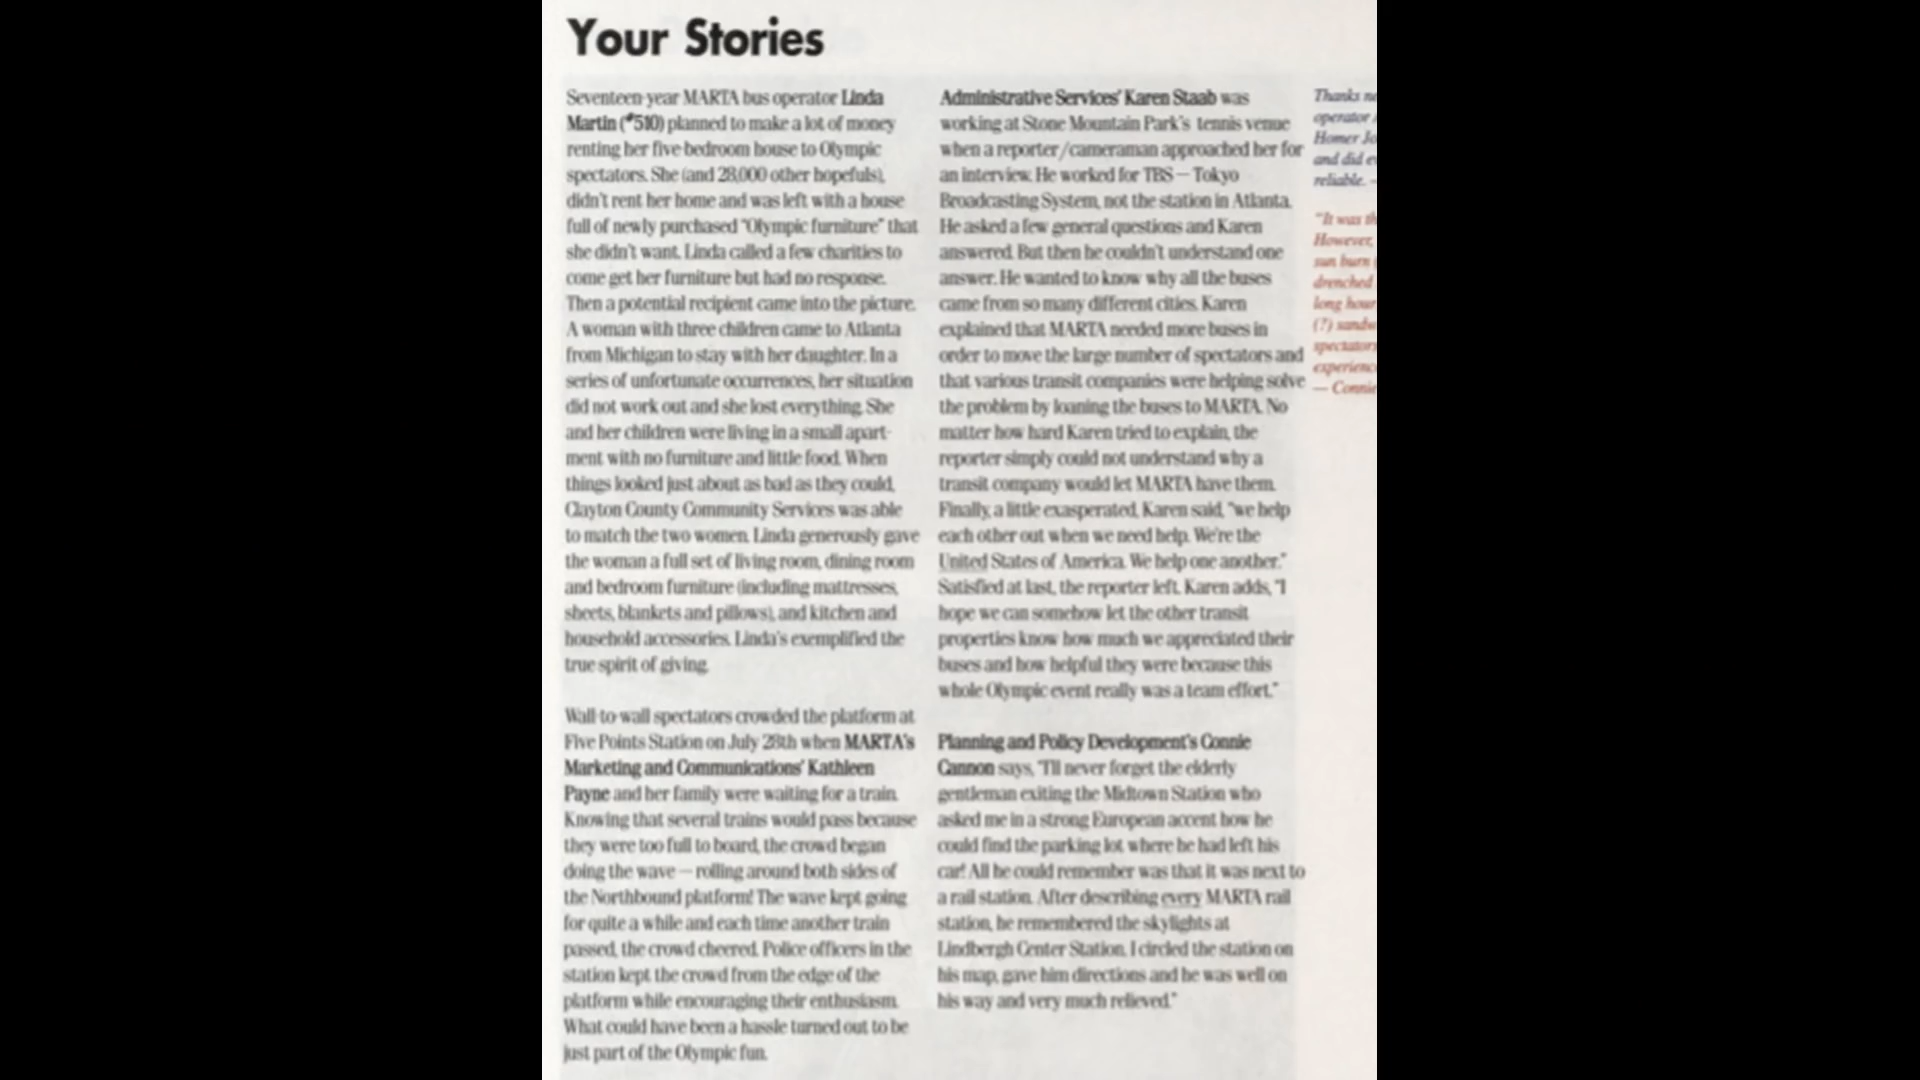 Your Stories
Seventeen-year MARTA bus operator Linda
Martin (#510) planned to make a lot of money
renting her five-bedroom house to Olympic
spectators. She (and 28,000 other hopefuls),
didn't rent her home and was left with a house
full of newly purchased "Olympic furniture" that
she didn't want. Linda called a few charities to
come get her furniture but had no response.
Then a potential recipient came into the picture.
A woman with three children came to Atlanta
from Michigan to stay with her daughter. In a
series of unfortunate occurrences, her situation
did not work out and she lost everything. She
and her children were living in a small apart-
ment with no furniture and little food. When
things looked just about as bad as they could,
Clayton County Community Services was able
to match the two women. Linda generously gave
the woman a full set of living room, dining room
and bedroom furniture (including mattresses,
sheets, blankets and pillows), and kitchen and
household accessories. Linda's exemplified the
true spirit of giving.
Wall-to-wall spectators crowded the platform at
Five Points Station on July 28th when MARTA's
Marketing and Communications' Kathleen
Payne and her family were waiting for a train.
Knowing that several trains would pass because
they were too full to board, the crowd began
doing the wave — rolling around both sides of
the Northbound platform! The wave kept going
for quite a while and each time another train
passed, the crowd cheered. Police officers in the
station kept the crowd from the edge of the
platform while encouraging their enthusiasm.
What could have been a hassle turned out to be
just part of the Olympic fun.
Administrative Services' Karen Staab was
working at Stone Mountain Park's tennis venue
when a reporter/cameraman approached her for
an interview. He worked for TBS — Tokyo
Broadcasting System, not the station in Atlanta.
He asked a few general questions and Karen
answered. But then he couldn't understand one
answer. He wanted to know why all the buses
came from so many different cities. Karen
explained that MARTA needed more buses in
order to move the large number of spectators and
that various transit companies were helping solve
the problem by loaning the buses to MARTA. No
matter how hard Karen tried to explain, the
reporter simply could not understand why a
transit company would let MARTA have them.
Finally, a little exasperated, Karen said, "we help
each other out when we need help. We're the
United States of America. We help one another."
Satisfied at last, the reporter left. Karen adds, "I
hope we can somehow let the other transit
properties know how much we appreciated their
buses and how helpful they were because this
whole Olympic event really was a team effort."
Planning and Policy Development's Connie
Cannon says, "I'll never forget the elderly
gentleman exiting the Midtown Station who
asked me in a strong European accent how he
could find the parking lot where he had left his
car! All he could remember was that it was next to
a rail station. After describing every MARTA rail
station, he remembered the skylights at
Lindbergh Center Station. I circled the station on
his map, gave him directions and he was well on
his way and very much relieved."
Thanks
operator
Homer
and did
reliable. —
"It was
However,
sun burn
drenched
long hour
(?)
spectators
— Connie